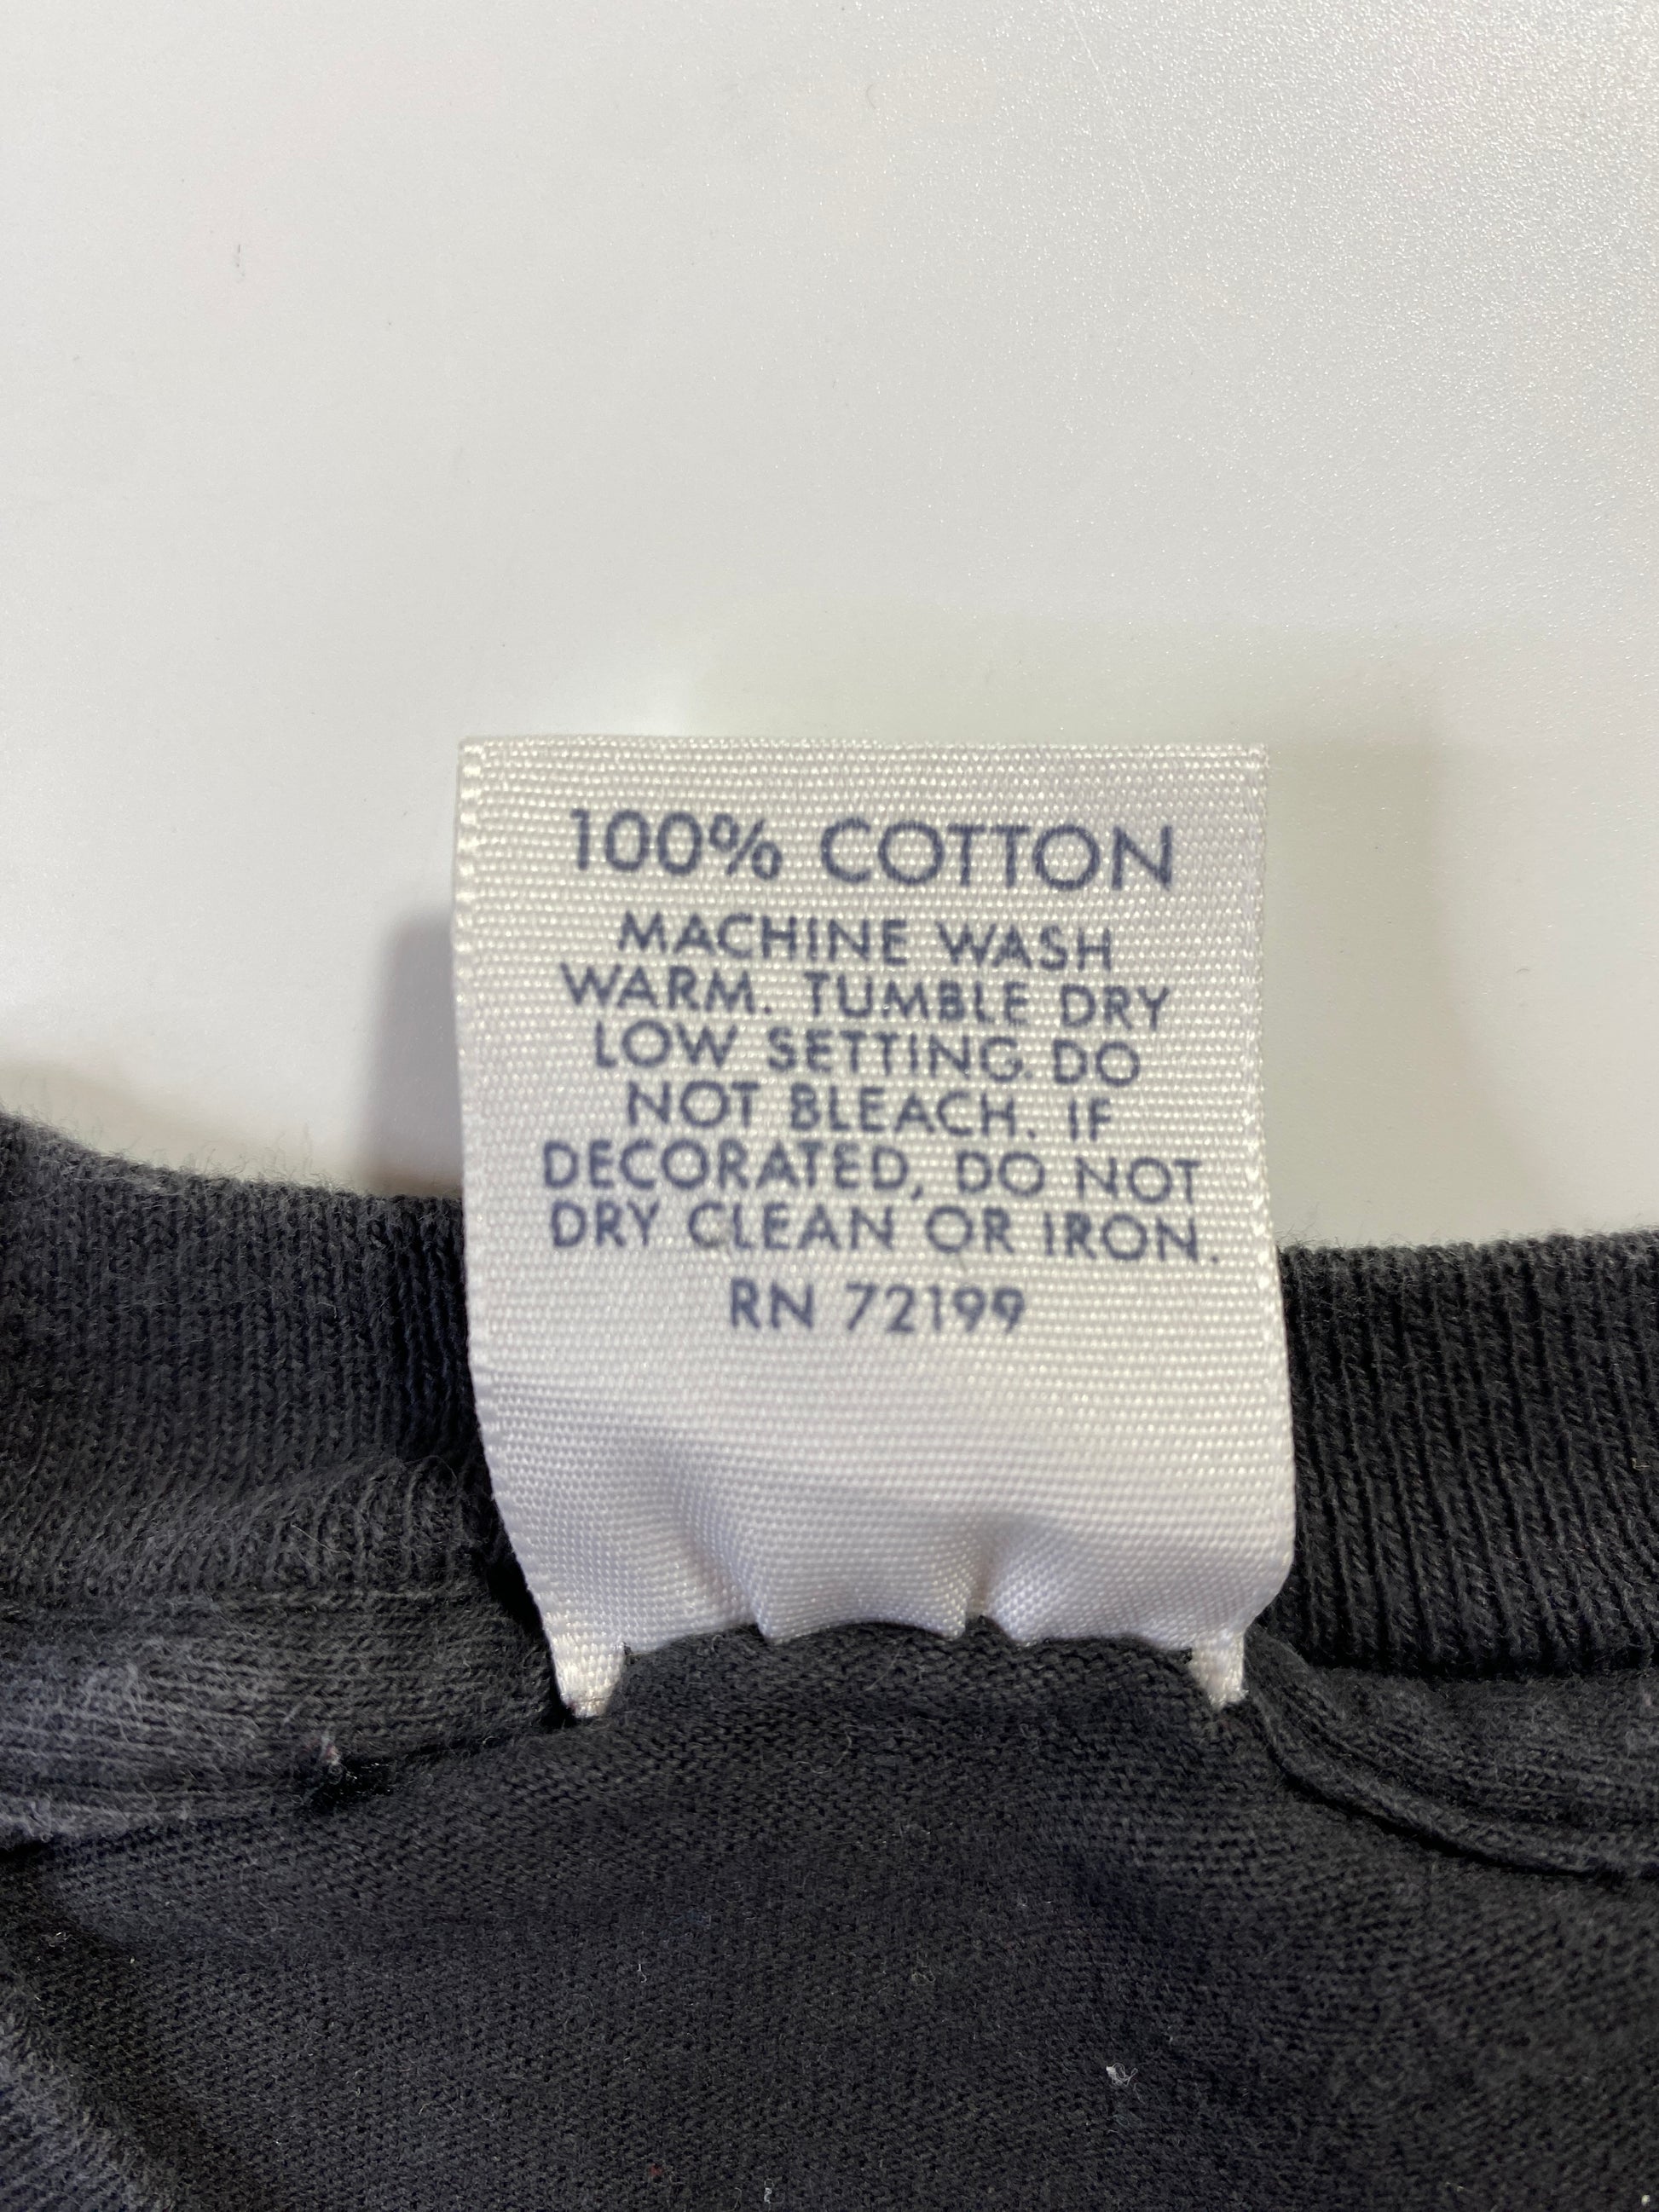 100% COTTON
MACHINE WASH
WARM. TUMBLE DRY
LOW SETTING. DO
NOT BLEACH. IF
DECORATED, DO NOT
DRY CLEAN OR IRON.
RN 72199